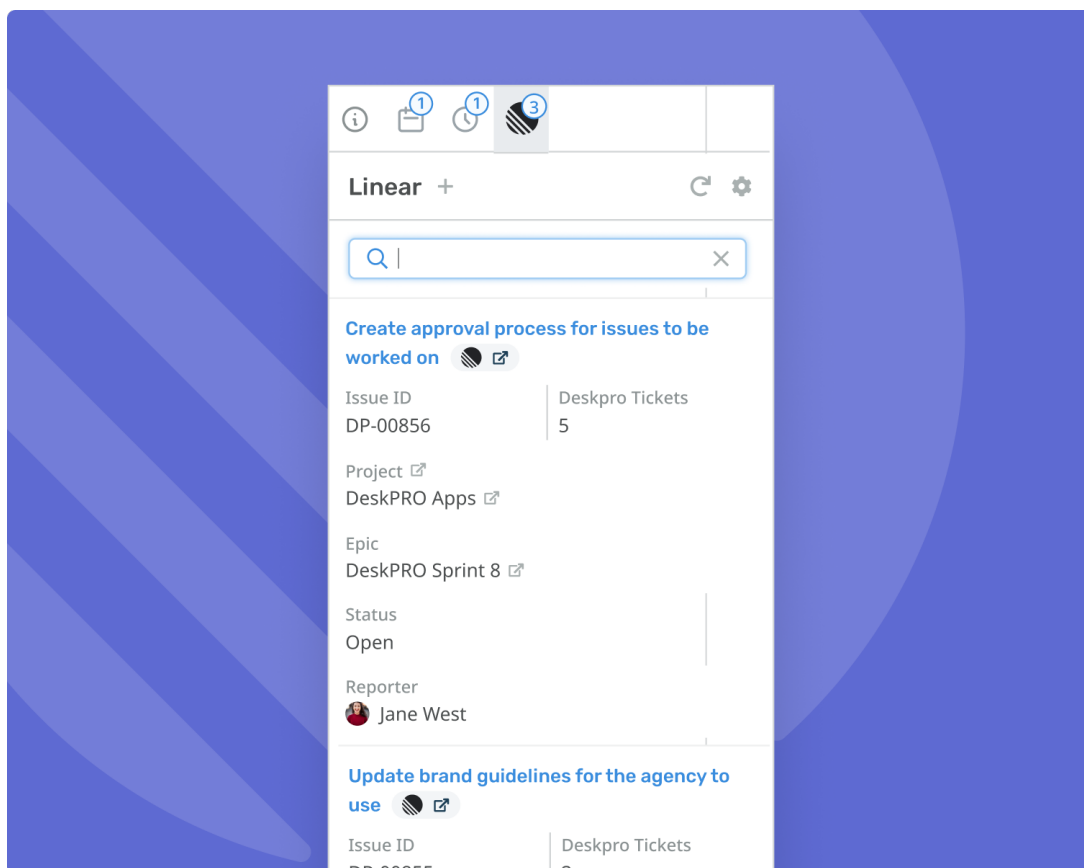 1 1 3
Linear
Create approval process for issues to be
worked on
Issue ID Deskpro Tickets
DP-00856 5
Project
DeskPRO Apps
Epic
DeskPRO Sprint 8
Status
Open
Reporter
Jane West
Update brand guidelines for the agency to
use
Issue ID Deskpro Tickets